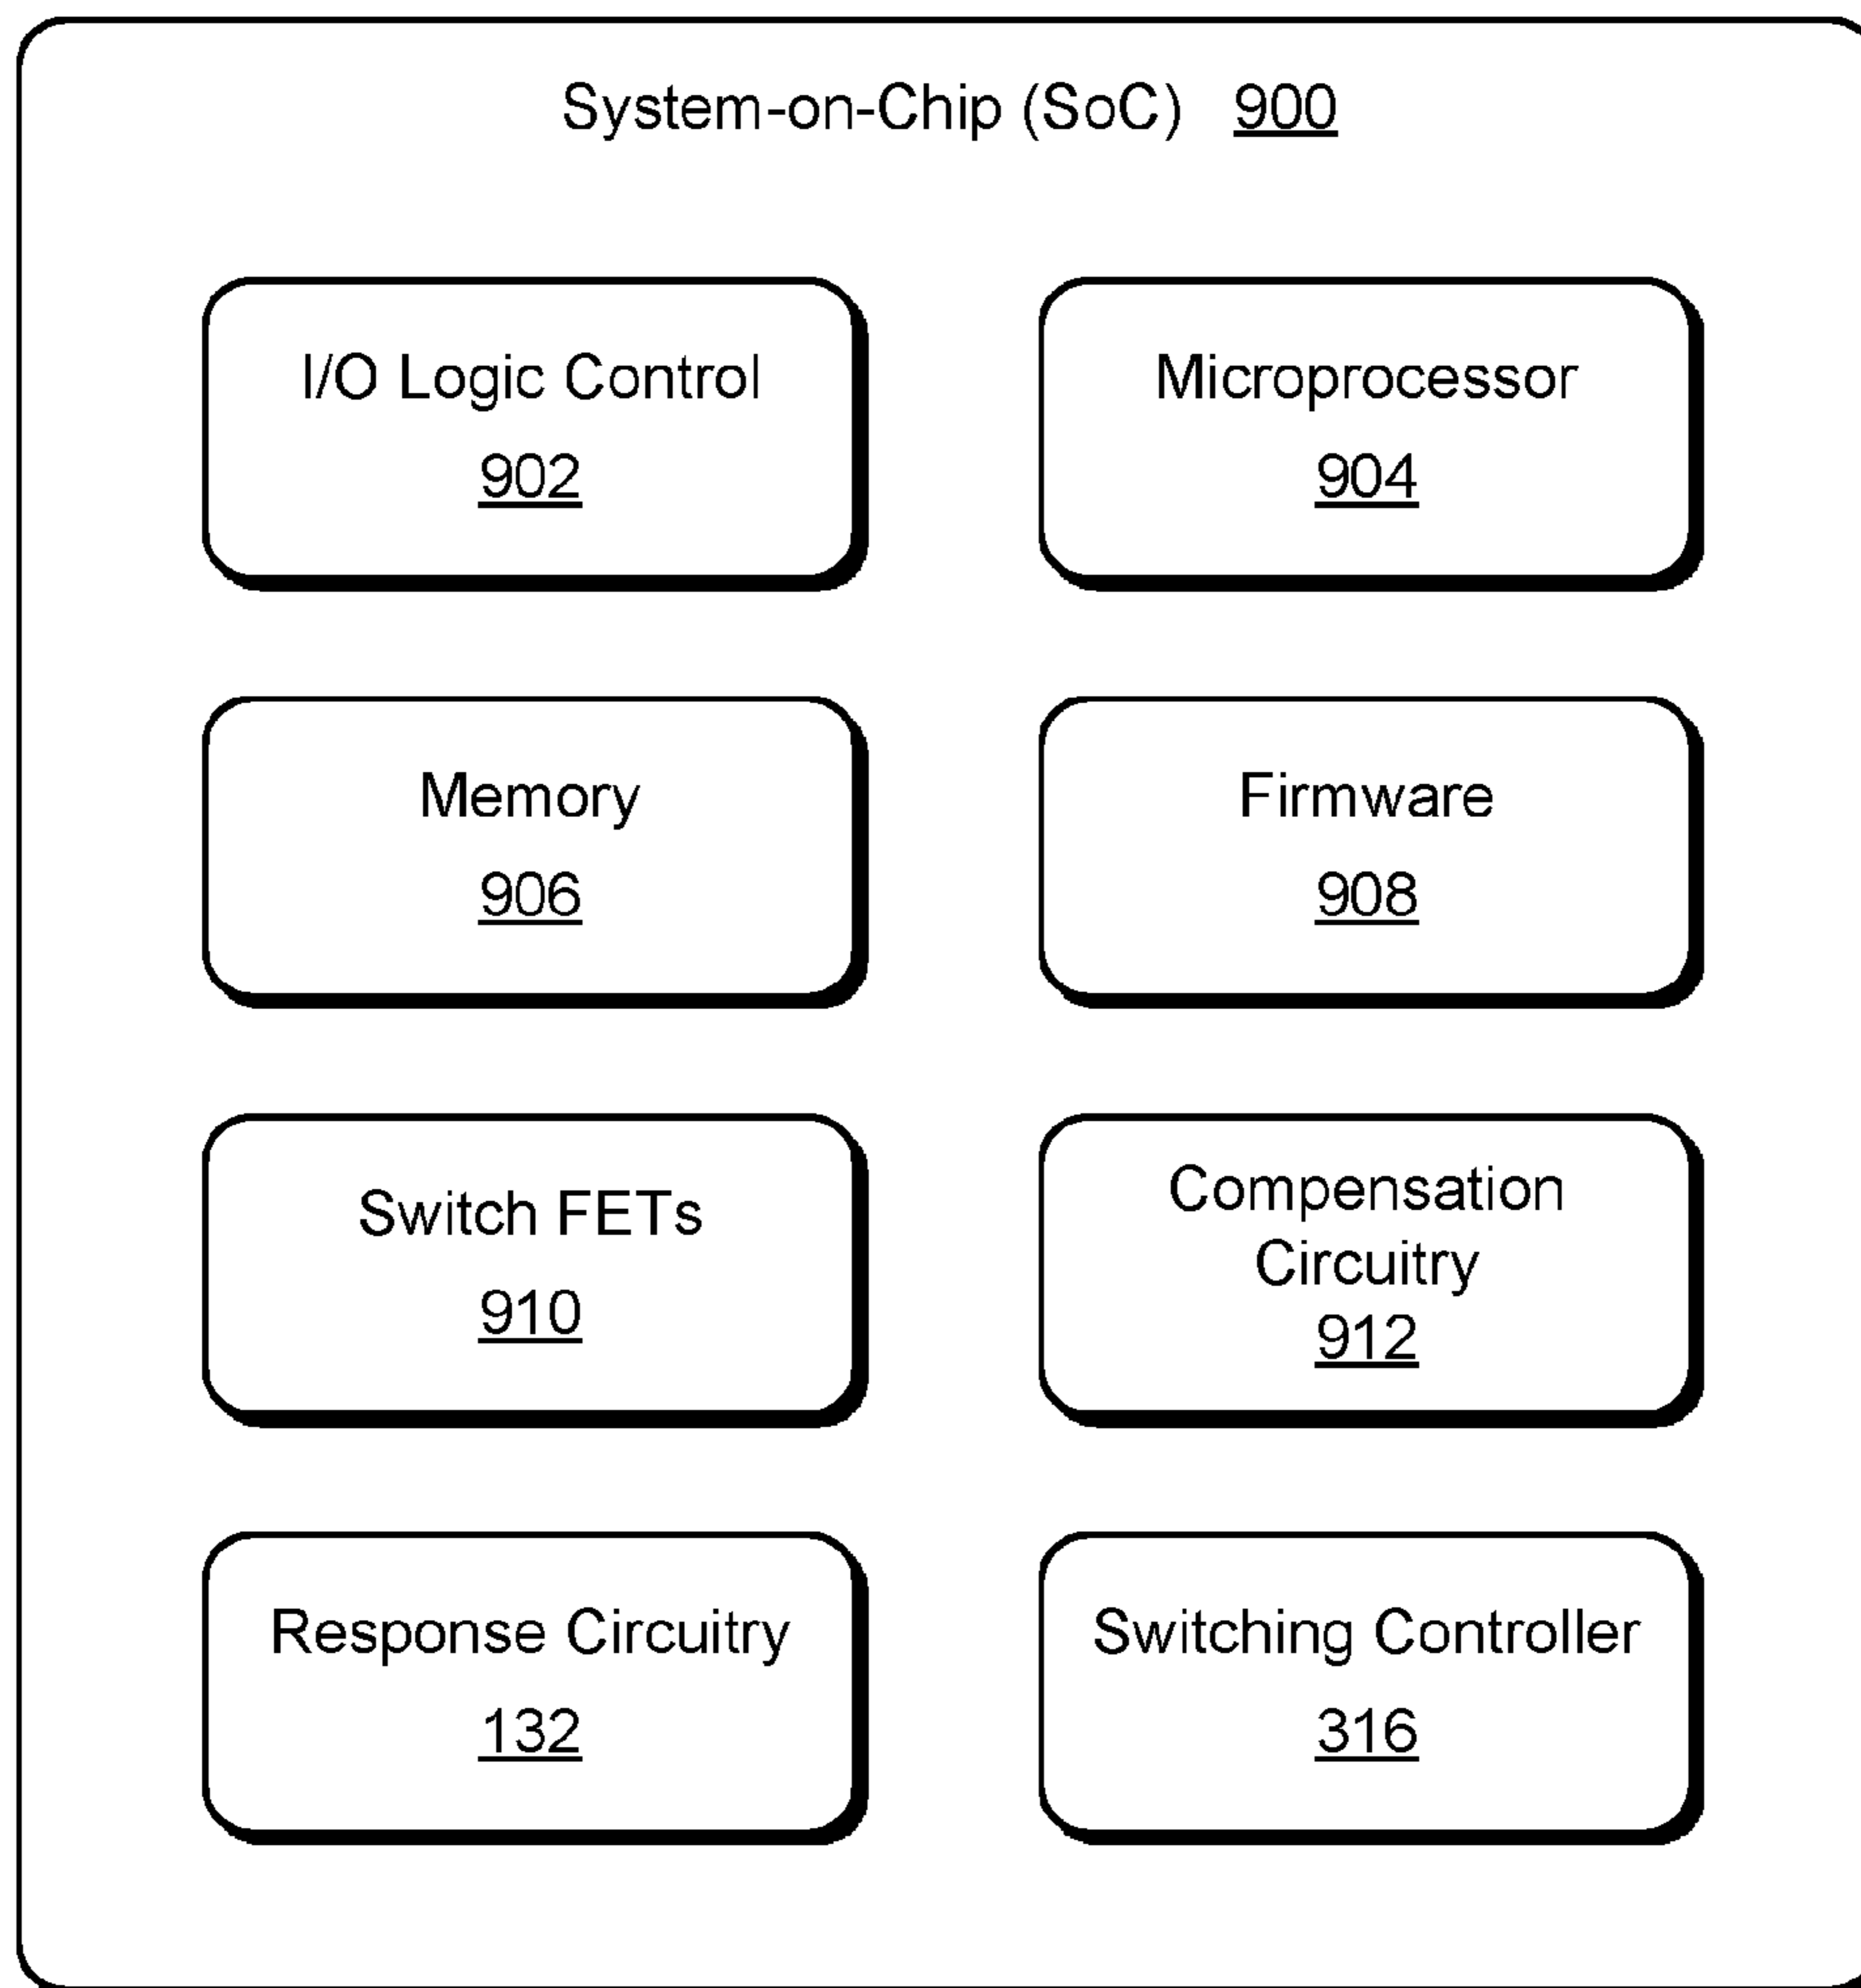 System-on-Chip (SoC) 900
I/O Logic Control
902
Microprocessor
904
Memory
906
Firmware
908
Switch FETs
910
Compensation
Circuitry
912
Response Circuitry
132
Switching Controller
316